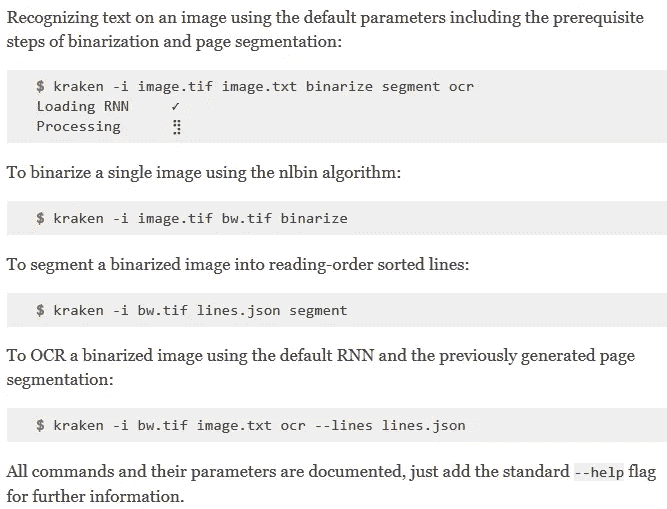 Recognizing text on an image using the default parameters including the prerequisite
steps of binarization and page segmentation:
$ kraken -i image.tif image.txt binarize segment ocr
Loading RNN ✓
Processing ⣻
To binarize a single image using the nlbin algorithm:
$ kraken -i image.tif bw.tif binarize
To segment a binarized image into reading-order sorted lines:
$ kraken -i bw.tif lines.json segment
To OCR a binarized image using the default RNN and the previously generated page
segmentation:
$ kraken -i bw.tif image.txt ocr --lines lines.json
All commands and their parameters are documented, just add the standard --help flag
for further information.